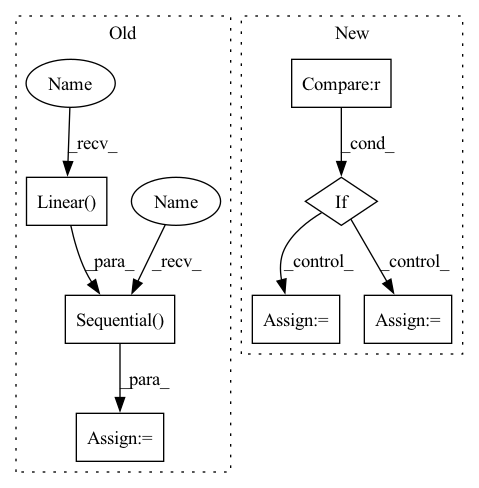 Old
New
Name
Compare:r
_recv_
_cond_
Linear()
Name
If
_para_
_recv_
_control_
_control_
Sequential()
Assign:=
Assign:=
_para_
Assign:=